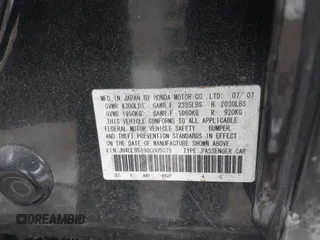 MFD. IN JAPAN BY HONDA MOTOR CO., LTD. 07/07
GVWR 4300LBS GAWR F 2335LBS R 2030LBS
GVWR 1950KG GAWR F 1060KG R 920KG
THIS VEHICLE CONFORMS TO ALL APPLICABLE
FEDERAL MOTOR VEHICLE SAFETY, BUMPER,
AND THEFT PREVENTION STANDARDS IN EFFECT
ON THE DATE OF MANUFACTURE SHOWN ABOVE.
V.I.N. TYPE: PASSENGER CAR
DREAMBID